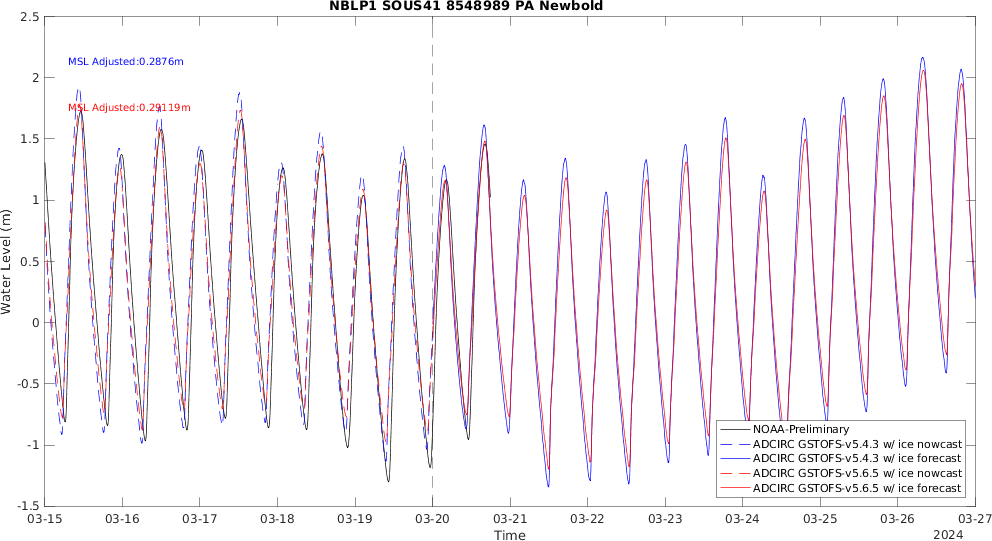 NBLP1 SOUS41 8548989 PA Newbold
2.5
2
1.5
1
0.5
0
-0.5
-1
-1.5
Water Level (m)
MSL Adjusted:0.2876m
MSL Adjusted:0.29119m
NOAA-Preliminary
ADCIRC GSTOFS-v5.4.3 w/ ice nowcast
ADCIRC GSTOFS-v5.4.3 w/ ice forecast
ADCIRC GSTOFS-v5.6.5 w/ ice nowcast
ADCIRC GSTOFS-v5.6.5 w/ ice forecast
03-15 03-16 03-17 03-18 03-19 03-20 03-21 03-22 03-23 03-24 03-25 03-26 03-27
Time
2024